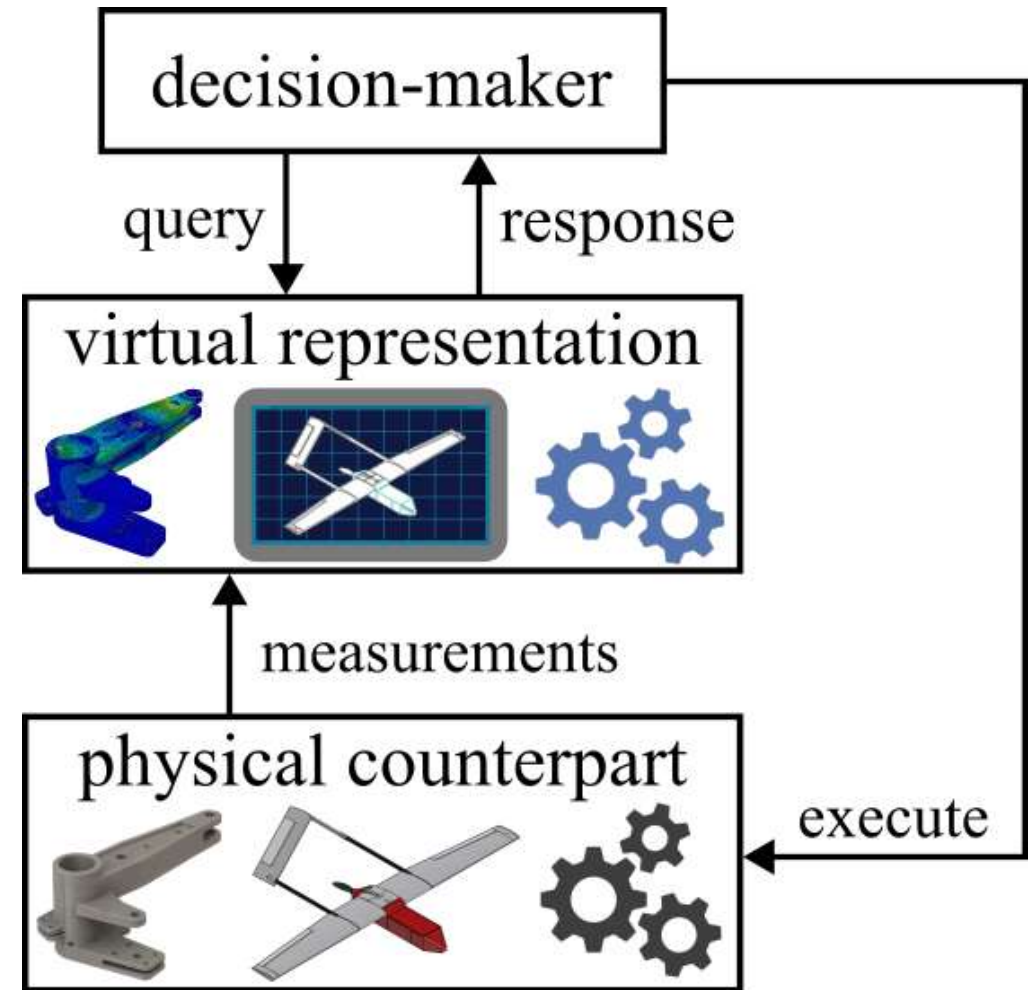 decision-maker
query
response
virtual representation
measurements
physical counterpart
execute